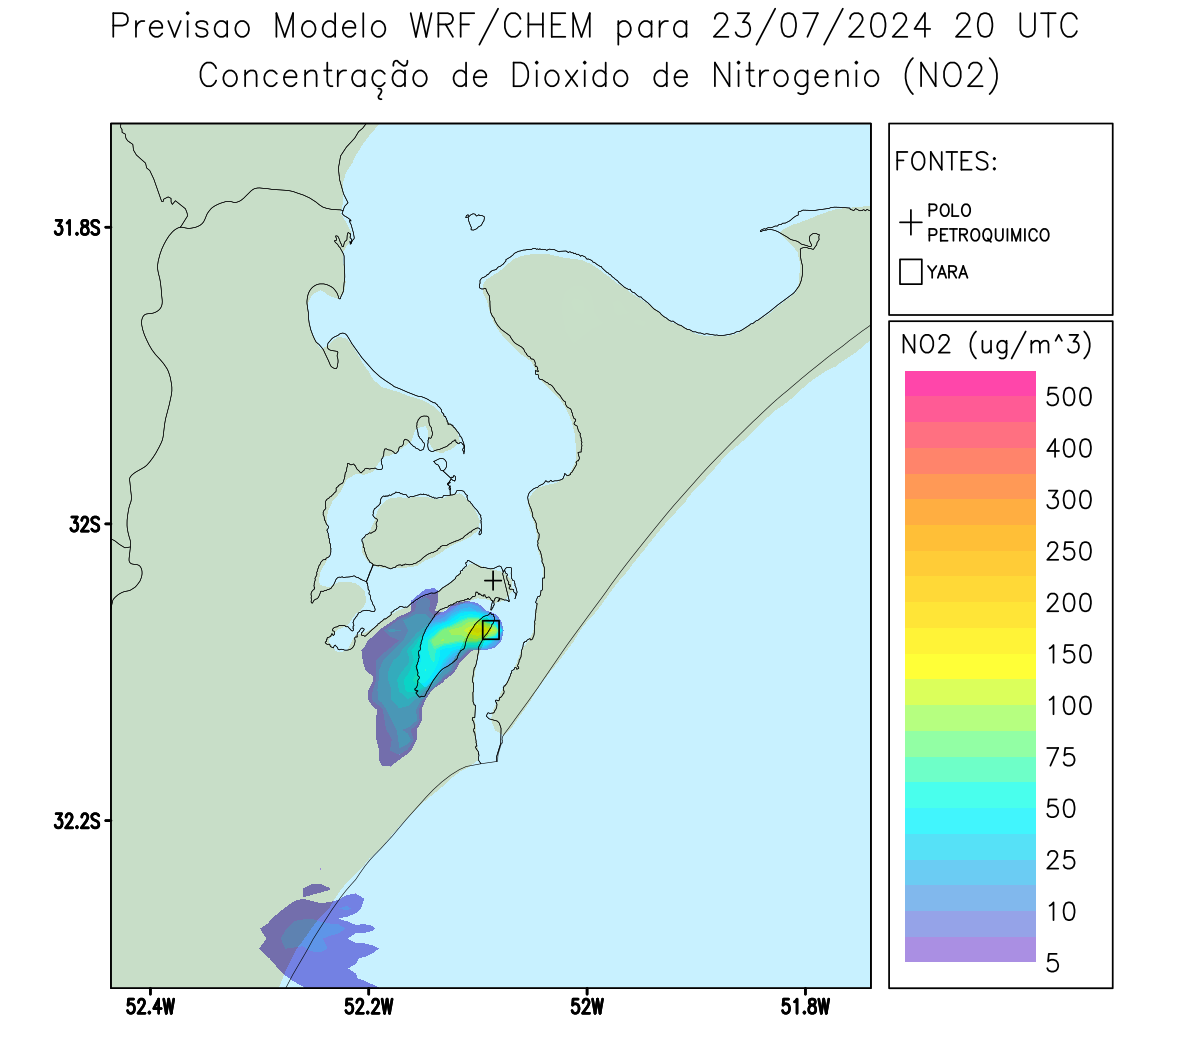 Previsao Modelo WRF/CHEM para 23/07/2024 20 UTC
Concentração de Dioxido de Nitrogenio (NO2)
FONTES:
POLO
PETROQUIMICO
YARA
31.8S
32S
32.2S
52.4W
52.2W
52W
51.8W
NO2 (ug/m^3)
500
400
300
250
200
150
100
75
50
25
10
5